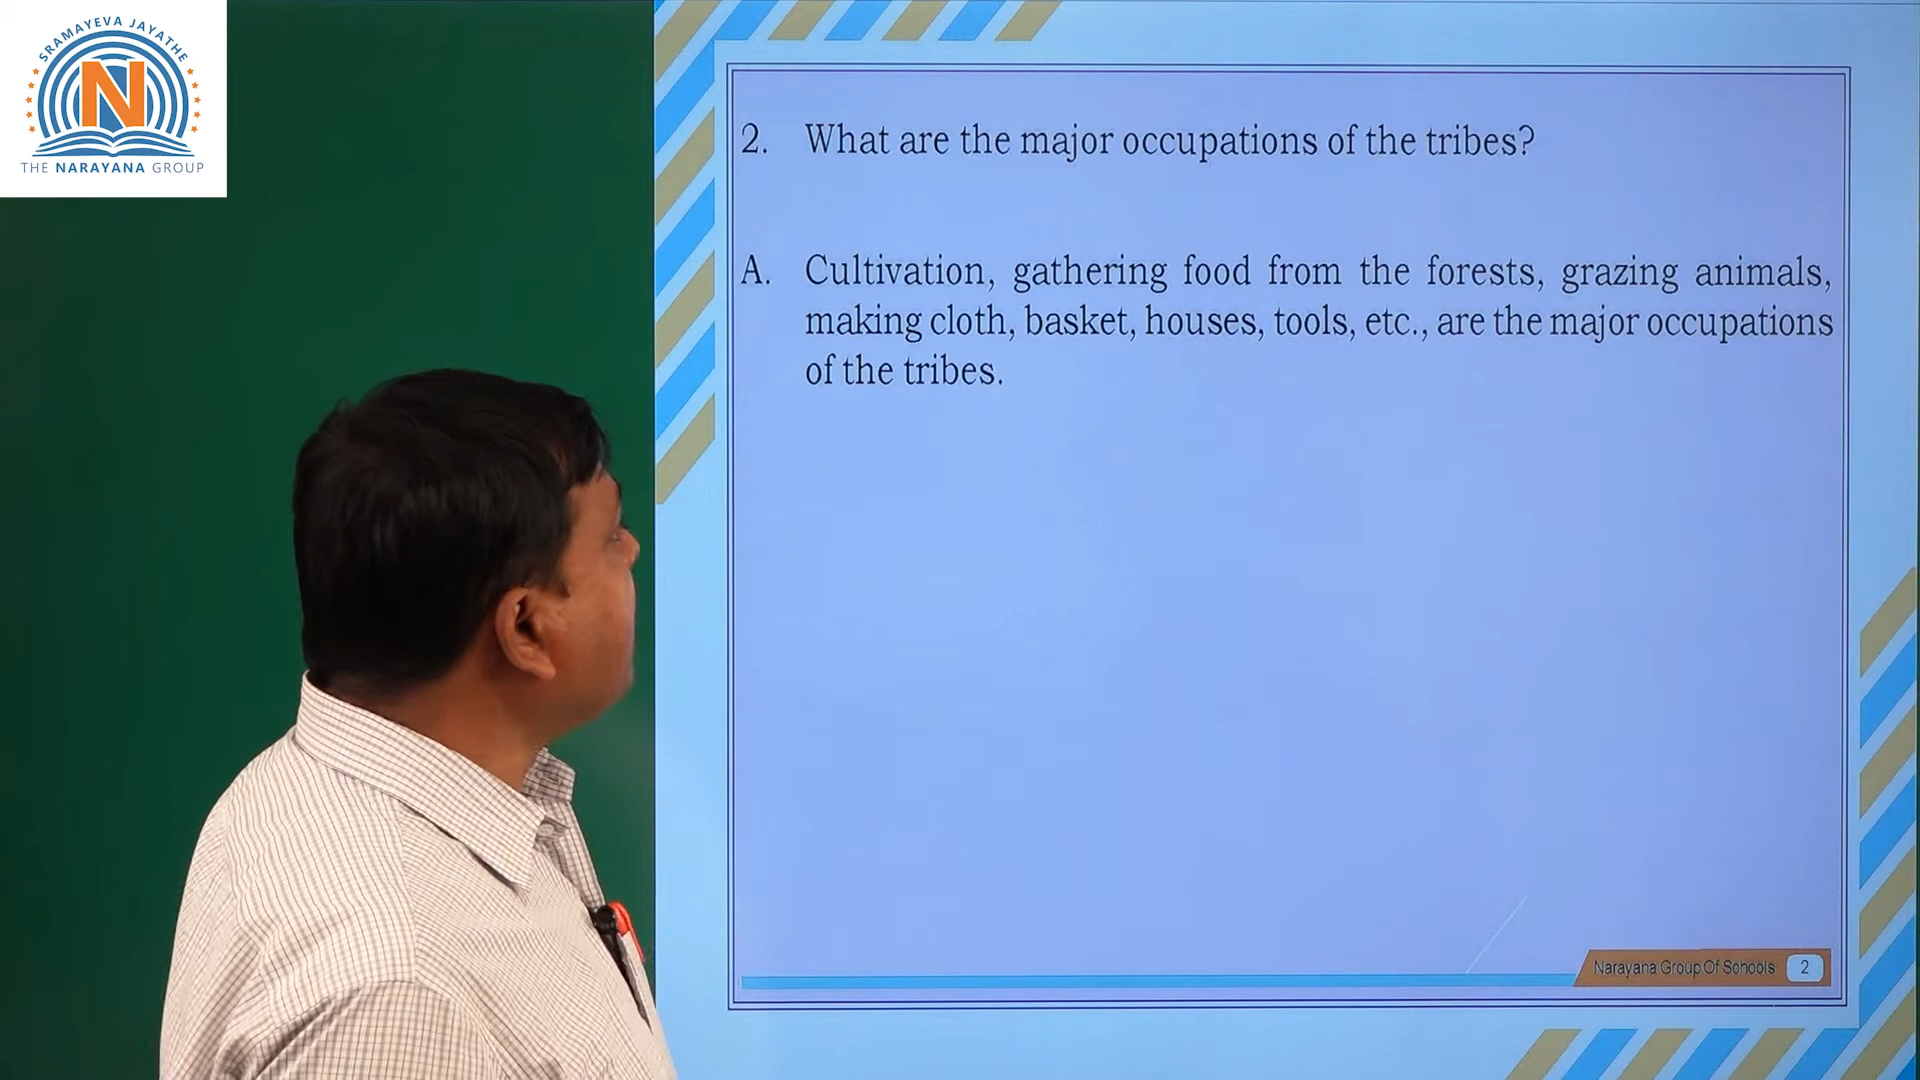 SRAMAYEVA JAYATHE
N
THE NARAYANA GROUP
2. What are the major occupations of the tribes?
A. Cultivation, gathering food from the forests, grazing animals,
making cloth, basket, houses, tools, etc., are the major occupations
of the tribes.
Narayana Group Of Schools 2